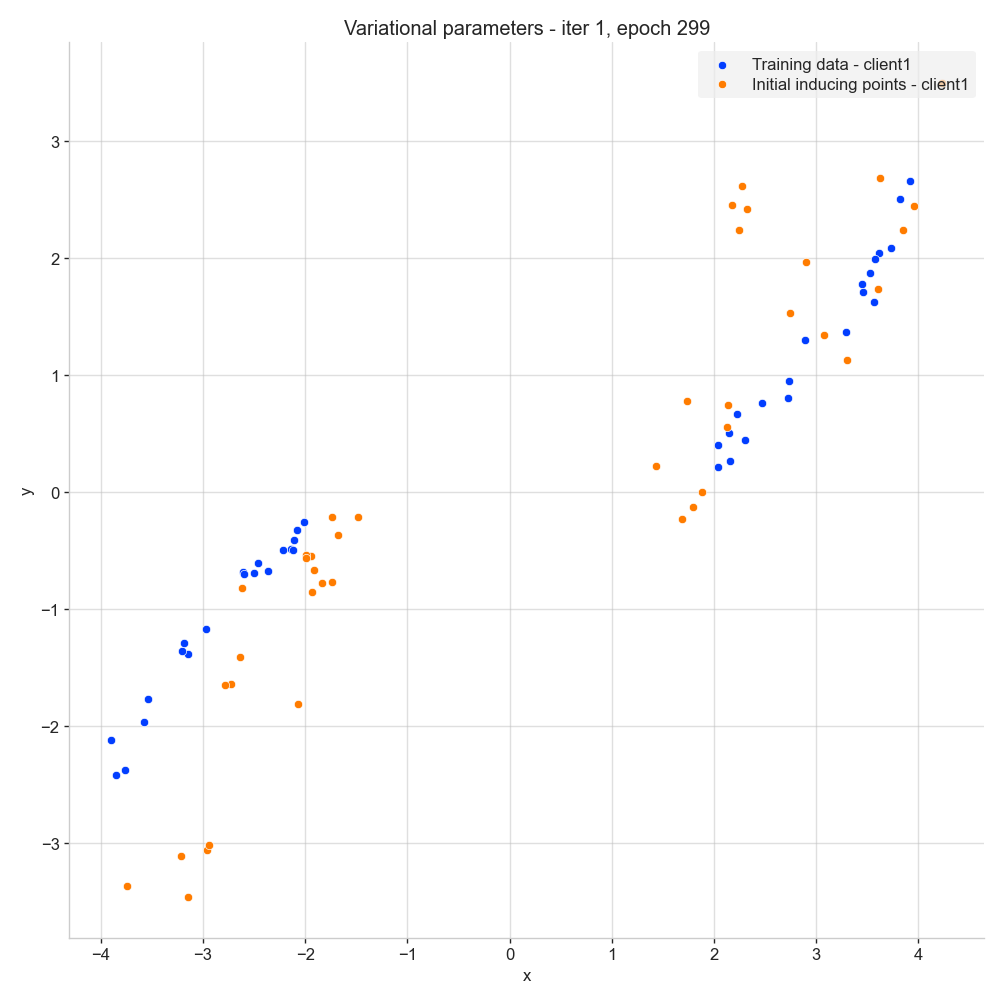 Variational parameters - iter 1, epoch 299
Training data - client1
Initial inducing points - client1
3
2
1
0
−1
−2
−3
y
−4 −3 −2 −1 0 1 2 3 4
x